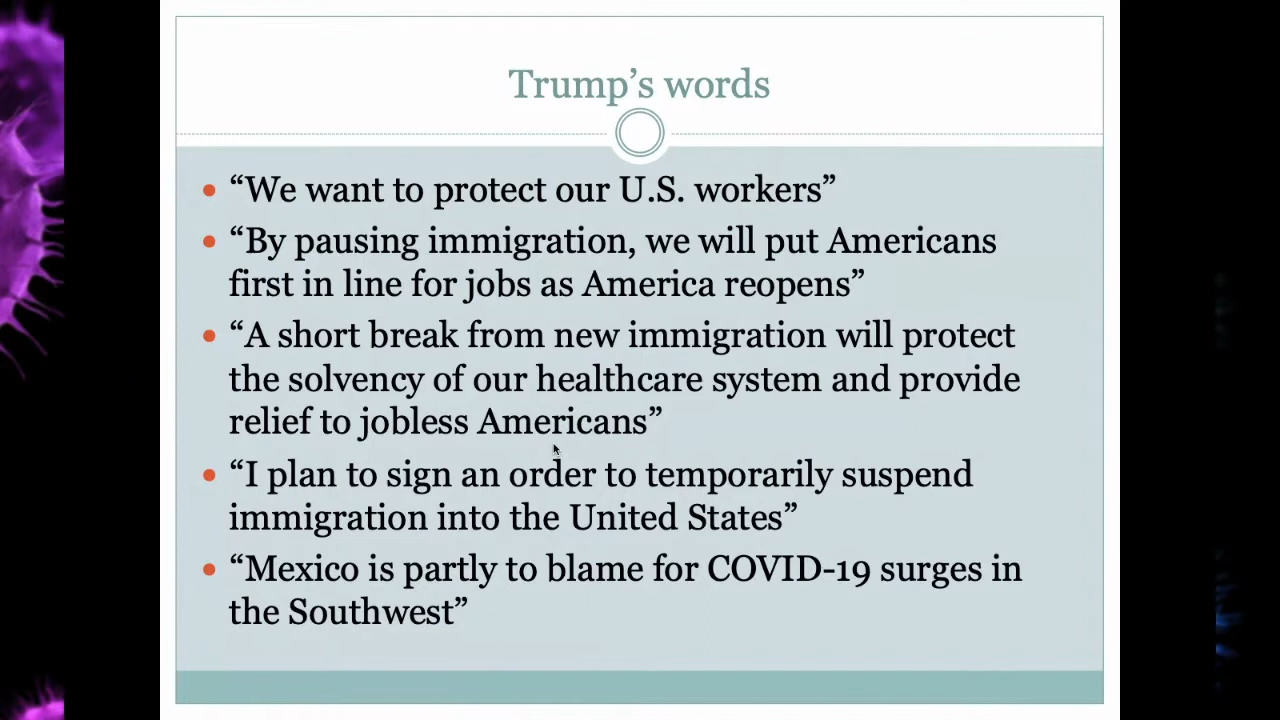 Trump’s words
“We want to protect our U.S. workers”
“By pausing immigration, we will put Americans
first in line for jobs as America reopens”
“A short break from new immigration will protect
the solvency of our healthcare system and provide
relief to jobless Americans”
“I plan to sign an order to temporarily suspend
immigration into the United States”
“Mexico is partly to blame for COVID-19 surges in
the Southwest”